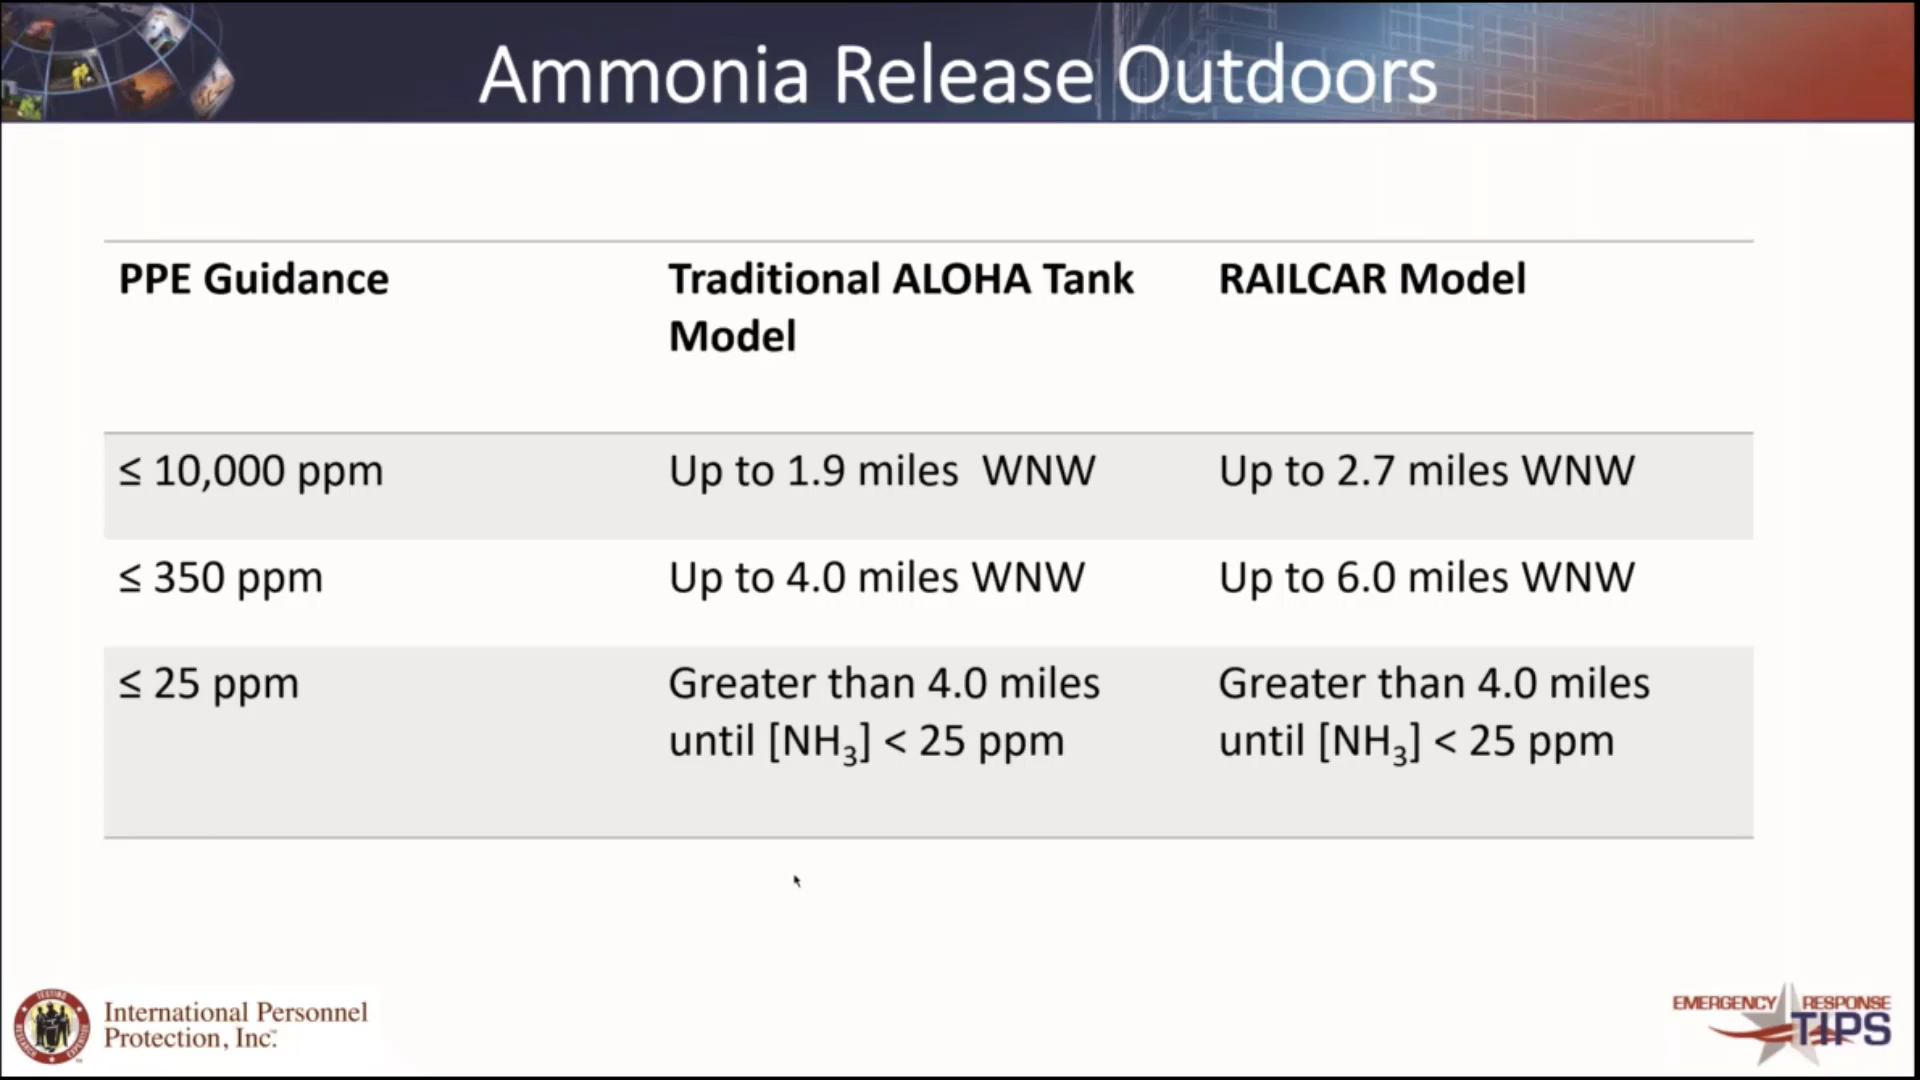 Ammonia Release Outdoors
PPE Guidance
Traditional ALOHA Tank
Model
RAILCAR Model
≤ 10,000 ppm
Up to 1.9 miles  WNW
Up to 2.7 miles WNW
≤ 350 ppm
Up to 4.0 miles WNW
Up to 6.0 miles WNW
≤ 25 ppm
Greater than 4.0 miles
until [NH₃] < 25 ppm
Greater than 4.0 miles
until [NH₃] < 25 ppm
TESTING
RESEARCH
EXPERTISE
International Personnel
Protection, Inc.
EMERGENCY RESPONSE
TIPS